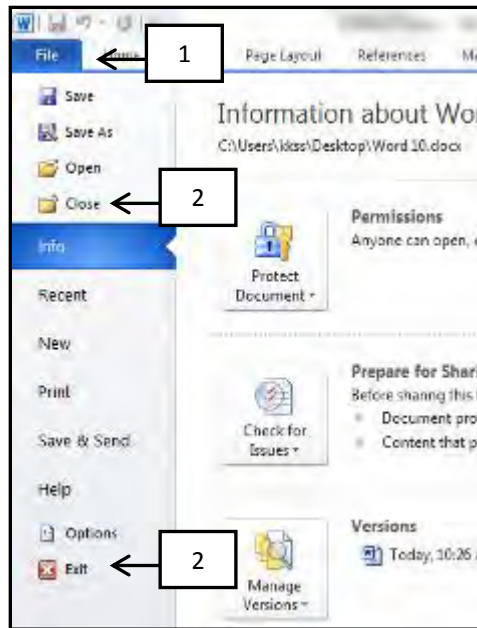 File 1 Page Layout References
Save
Save As
Open
Close 2
Info
Recent
New
Print
Save & Send
Help
Options
Exit 2
Information about Wor
C:\Users\kkss\Desktop\Word 10.docx
Protect
Document
Permissions
Anyone can open,
Check for
Issues
Prepare for Shar
Before sharing this
Document pro
Content that p
Manage
Versions
Versions
Today, 10:26